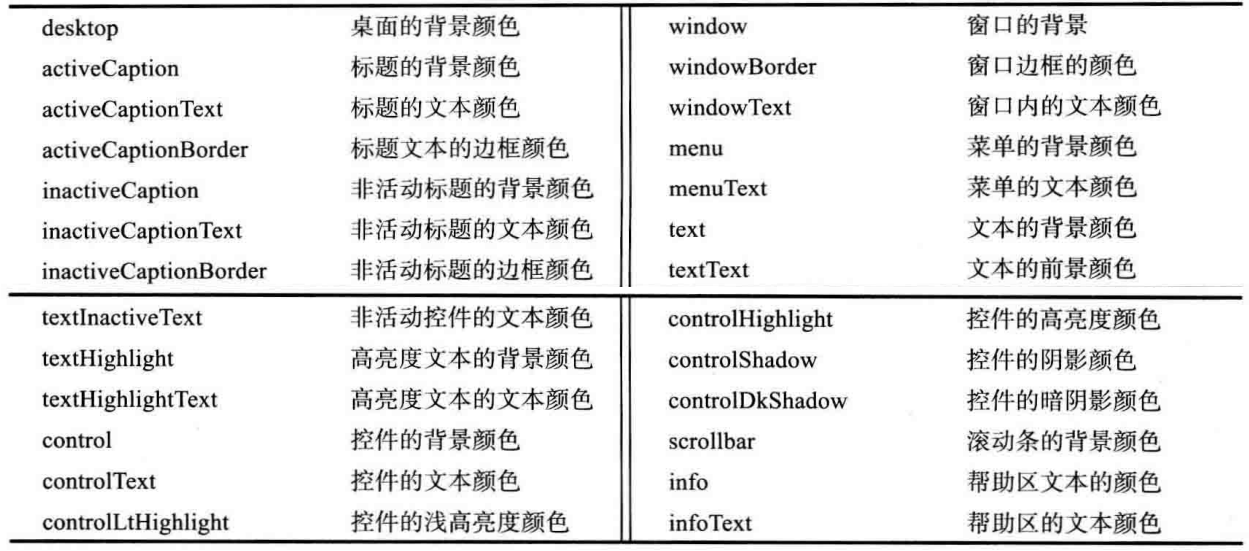 desktop 桌面的背景颜色 window 窗口的背景
activeCaption 标题的背景颜色 windowBorder 窗口边框的颜色
activeCaptionText 标题的文本颜色 windowText 窗口内的文本颜色
activeCaptionBorder 标题文本的边框颜色 menu 菜单的背景颜色
inactiveCaption 非活动标题的背景颜色 menuText 菜单的文本颜色
inactiveCaptionText 非活动标题的文本颜色 text 文本的背景颜色
inactiveCaptionBorder 非活动标题的边框颜色 textText 文本的前景颜色
textInactiveText 非活动控件的文本颜色 controlHighlight 控件的高亮度颜色
textHighlight 高亮度文本的背景颜色 controlShadow 控件的阴影颜色
textHighlightText 高亮度文本的文本颜色 controlDkShadow 控件的暗阴影颜色
control 控件的背景颜色 scrollbar 滚动条的背景颜色
controlText 控件的文本颜色 info 帮助区文本的颜色
controlLtHighlight 控件的浅高亮度颜色 infoText 帮助区的文本颜色